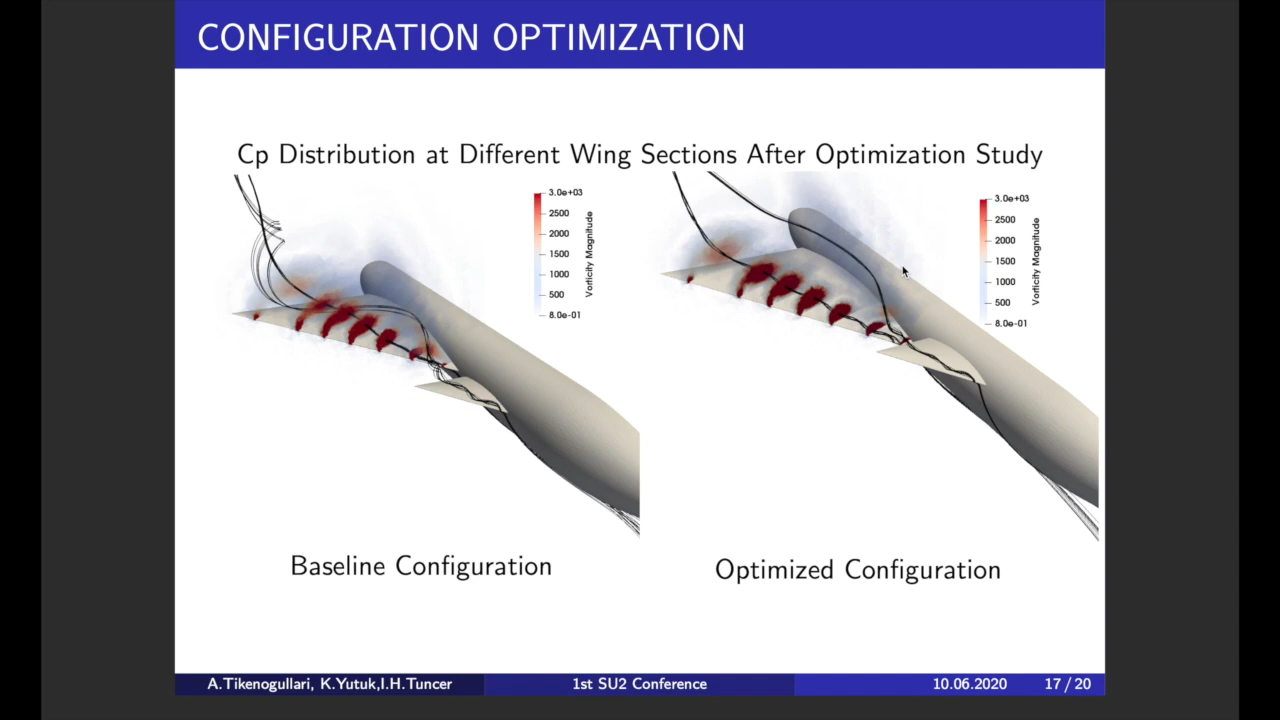 CONFIGURATION OPTIMIZATION
Cp Distribution at Different Wing Sections After Optimization Study
3.0e+03
2500
2000
1500
1000
500
8.0e-01
Vorticity Magnitude
3.0e+03
2500
2000
1500
1000
500
8.0e-01
Vorticity Magnitude
Baseline Configuration
Optimized Configuration
A.Tikenogullari, K.Yutuk,I.H.Tuncer
1st SU2 Conference
10.06.2020
17 / 20